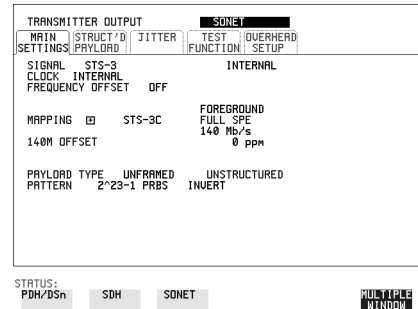 TRANSMITTER OUTPUT SONET
MAIN SETTINGS STRUCT'D PAYLOAD JITTER TEST FUNCTION OVERHEAD SETUP
SIGNAL STS-3 INTERNAL
CLOCK INTERNAL
FREQUENCY OFFSET OFF
FOREGROUND
MAPPING + STS-3C FULL SPE
140 Mb/s
140M OFFSET 0 ppm
PAYLOAD TYPE UNFRAMED UNSTRUCTURED
PATTERN 2^23-1 PRBS INVERT
STATUS:
PDH/DSn SDH SONET MULTIPLE WINDOW